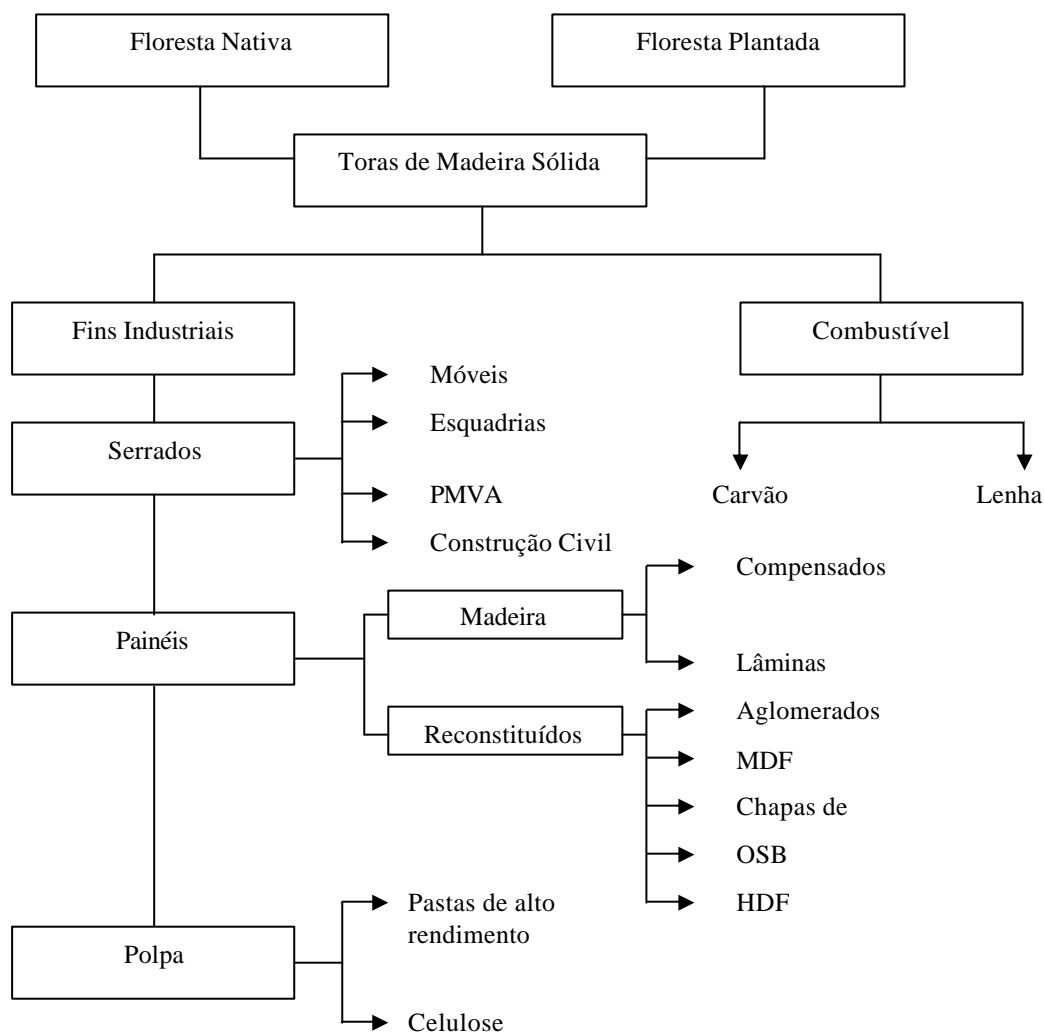 Floresta Nativa
Floresta Plantada
Toras de Madeira Sólida
Fins Industriais
Combustível
Móveis
Esquadrias
Serrados
PMVA
Construção Civil
Carvão
Lenha
Painéis
Madeira
Compensados
Lâminas
Reconstituídos
Aglomerados
MDF
Chapas de
OSB
HDF
Polpa
Pastas de alto
rendimento
Celulose